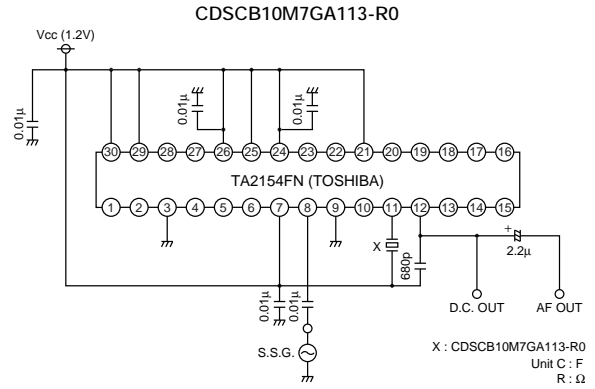 CDSCB10M7GA113-R0
Vcc (1.2V)
0.01μ
0.01μ
0.01μ
30 29 28 27 26 25 24 23 22 21 20 19 18 17 16
TA2154FN (TOSHIBA)
1 2 3 4 5 6 7 8 9 10 11 12 13 14 15
X
680p
+
2.2μ
0.01μ
0.01μ
D.C. OUT
AF OUT
S.S.G.
X : CDSCB10M7GA113-R0
Unit C : F
R : Ω